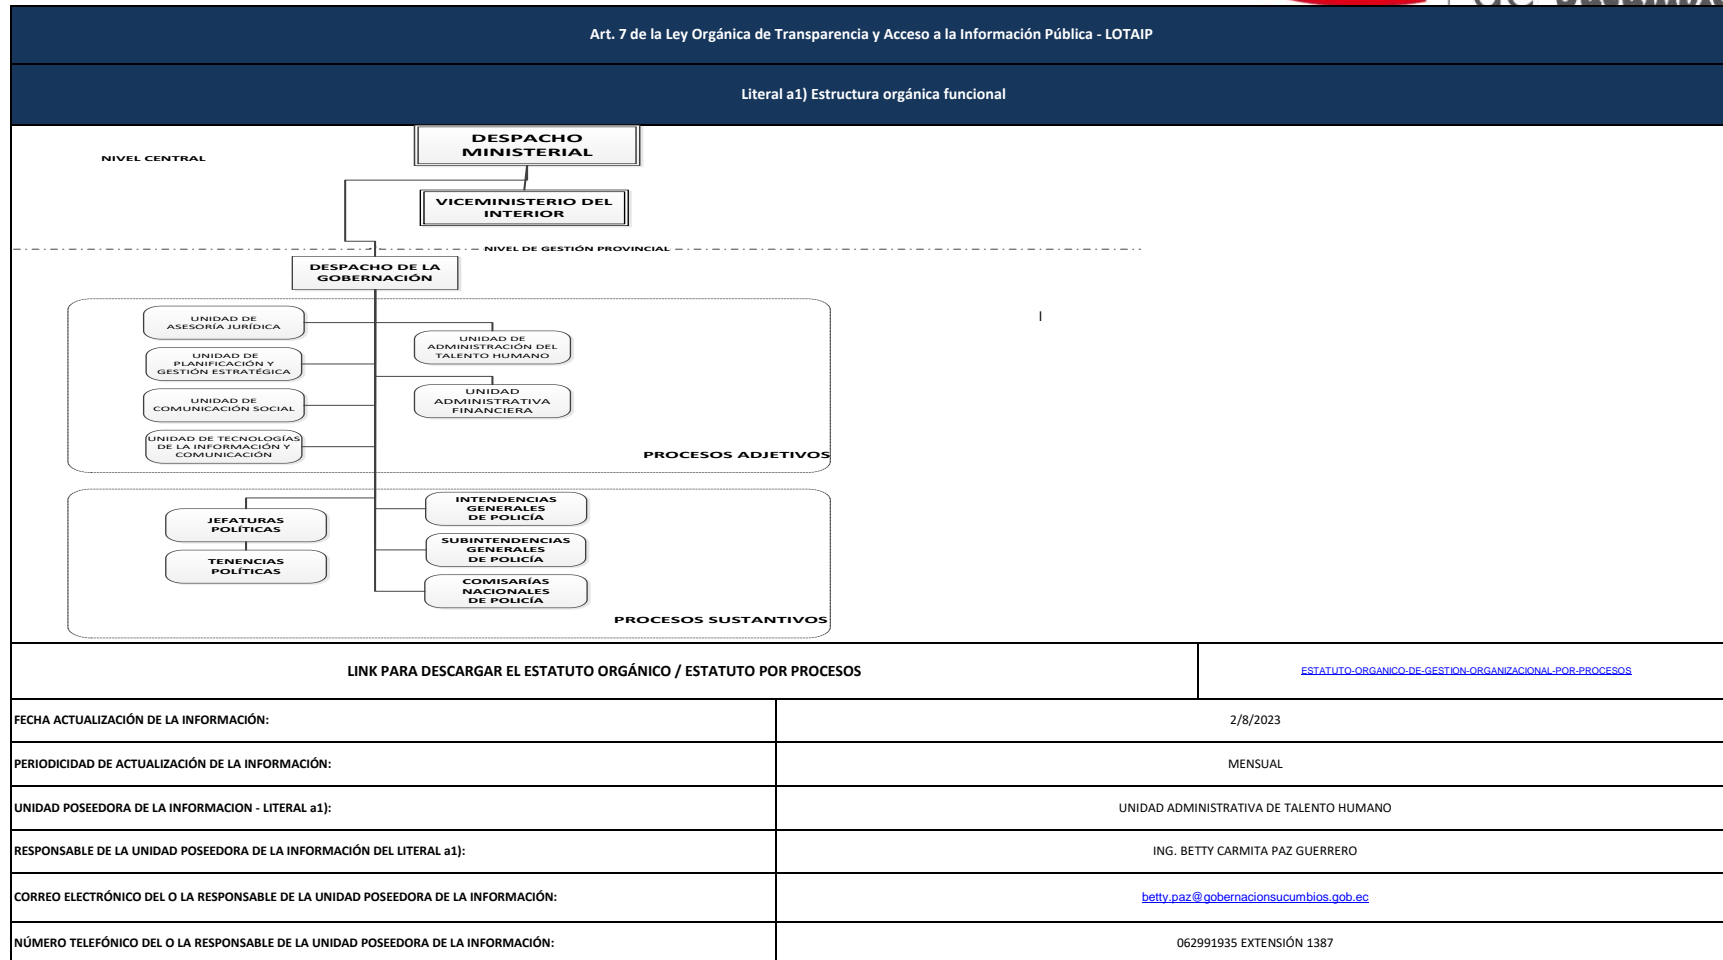 Art. 7 de la Ley Orgánica de Transparencia y Acceso a la Información Pública - LOTAIP
Literal a1) Estructura orgánica funcional
DESPACHO
MINISTERIAL
NIVEL CENTRAL
VICEMINISTERIO DEL
INTERIOR
NIVEL DE GESTIÓN PROVINCIAL
DESPACHO DE LA
GOBERNACIÓN
UNIDAD DE
ASESORÍA JURÍDICA
UNIDAD DE
ADMINISTRACIÓN DEL
TALENTO HUMANO
UNIDAD DE
PLANIFICACIÓN Y
GESTIÓN ESTRATÉGICA
UNIDAD
ADMINISTRATIVA
FINANCIERA
UNIDAD DE
COMUNICACIÓN SOCIAL
UNIDAD DE TECNOLOGÍAS
DE LA INFORMACIÓN Y
COMUNICACIÓN
PROCESOS ADJETIVOS
JEFATURAS
POLÍTICAS
TENENCIAS
POLÍTICAS
INTENDENCIAS
GENERALES
DE POLICÍA
SUBINTENDENCIAS
GENERALES
DE POLICÍA
COMISARÍAS
NACIONALES
DE POLICÍA
PROCESOS SUSTANTIVOS
LINK PARA DESCARGAR EL ESTATUTO ORGÁNICO / ESTATUTO POR PROCESOS ESTATUTO-ORGANICO-DE-GESTION-ORGANIZACIONAL-POR-PROCESOS
FECHA ACTUALIZACIÓN DE LA INFORMACIÓN: 2/8/2023
PERIODICIDAD DE ACTUALIZACIÓN DE LA INFORMACIÓN: MENSUAL
UNIDAD POSEEDORA DE LA INFORMACION - LITERAL a1): UNIDAD ADMINISTRATIVA DE TALENTO HUMANO
RESPONSABLE DE LA UNIDAD POSEEDORA DE LA INFORMACIÓN DEL LITERAL a1): ING. BETTY CARMITA PAZ GUERRERO
CORREO ELECTRÓNICO DEL O LA RESPONSABLE DE LA UNIDAD POSEEDORA DE LA INFORMACIÓN: betty.paz@gobernacionsucumbios.gob.ec
NÚMERO TELEFÓNICO DEL O LA RESPONSABLE DE LA UNIDAD POSEEDORA DE LA INFORMACIÓN: 062991935 EXTENSIÓN 1387